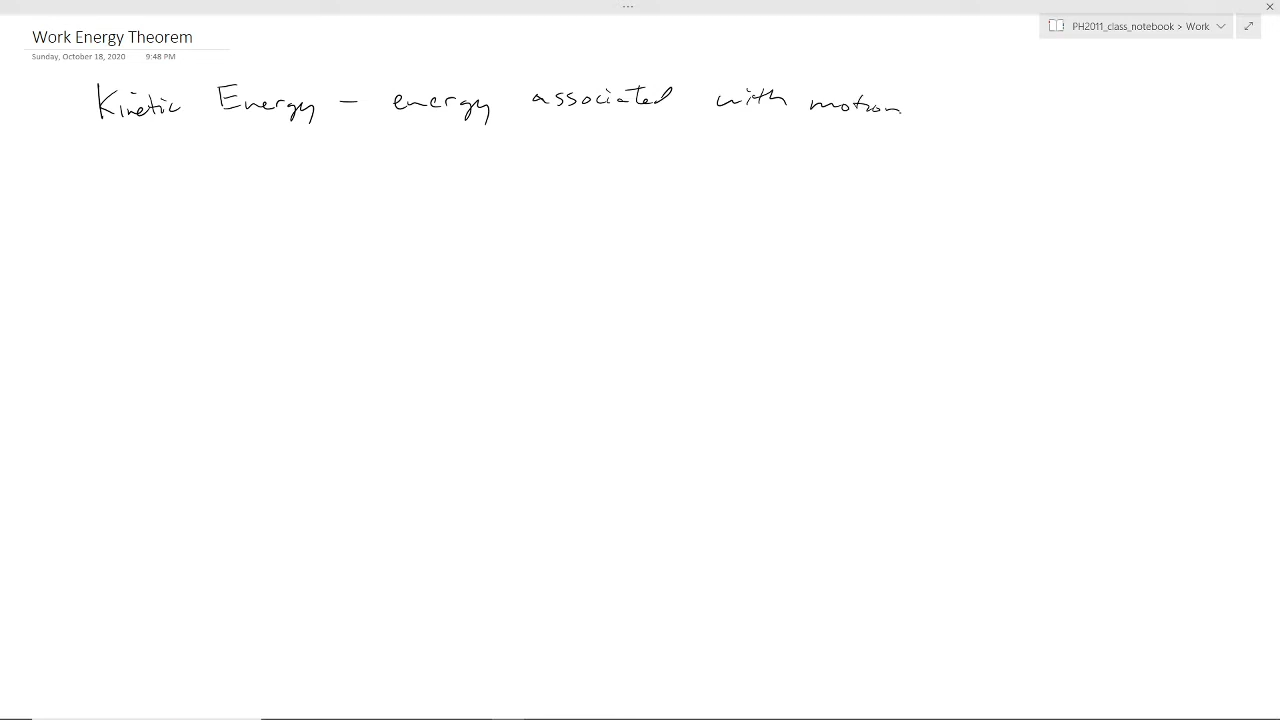 PH2011_class_notebook > Work
Work Energy Theorem
Sunday, October 18, 2020 9:48 PM
Kinetic Energy – energy associated with motion